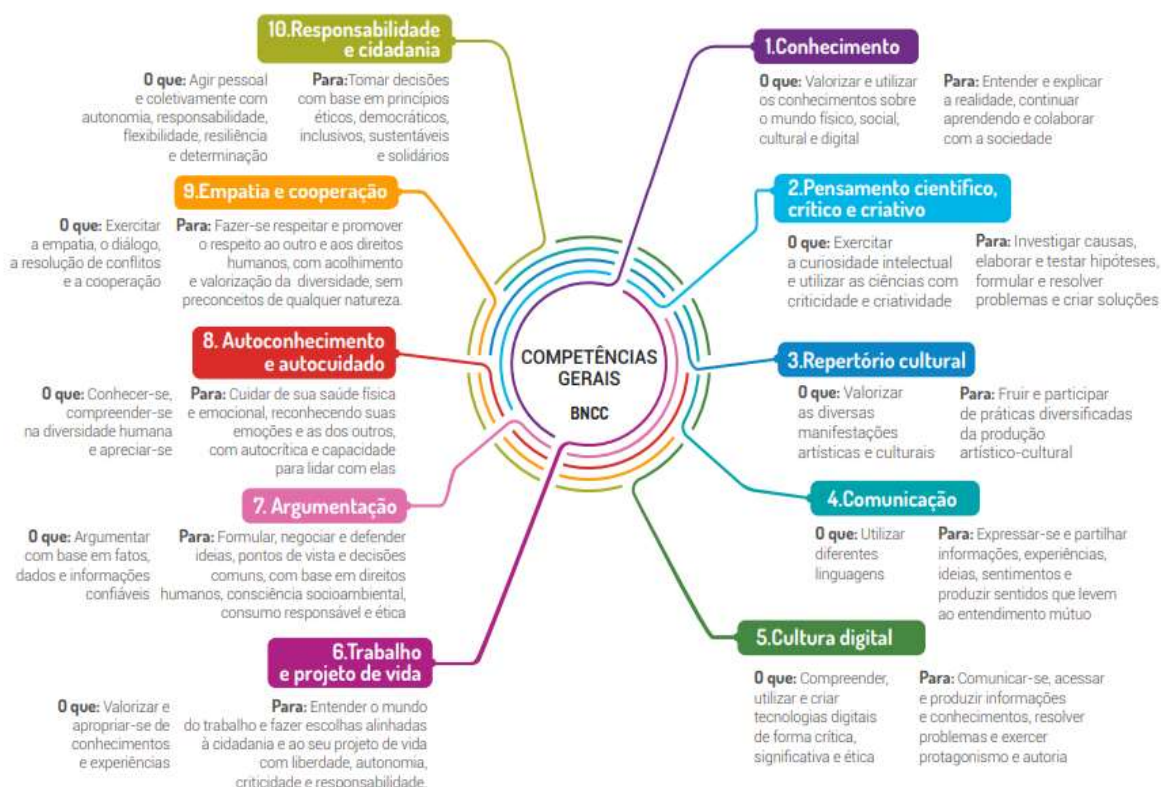 COMPETÊNCIAS
GERAIS
BNCC
1.Conhecimento
O que: Valorizar e utilizar
os conhecimentos sobre
o mundo físico, social,
cultural e digital
Para: Entender e explicar
a realidade, continuar
aprendendo e colaborar
com a sociedade
2.Pensamento científico,
crítico e criativo
O que: Exercitar
a curiosidade intelectual
e utilizar as ciências com
criticidade e criatividade
Para: Investigar causas,
elaborar e testar hipóteses,
formular e resolver
problemas e criar soluções
3.Repertório cultural
O que: Valorizar
as diversas
manifestações
artísticas e culturais
Para: Fruir e participar
de práticas diversificadas
da produção
artístico-cultural
4.Comunicação
O que: Utilizar
diferentes
linguagens
Para: Expressar-se e partilhar
informações, experiências,
ideias, sentimentos e
produzir sentidos que levem
ao entendimento mútuo
5.Cultura digital
O que: Compreender,
utilizar e criar
tecnologias digitais
de forma crítica,
significativa e ética
Para: Comunicar-se, acessar
e produzir informações
e conhecimentos, resolver
problemas e exercer
protagonismo e autoria
6.Trabalho
e projeto de vida
O que: Valorizar e
apropriar-se de
conhecimentos
e experiências
Para: Entender o mundo
do trabalho e fazer escolhas alinhadas
à cidadania e ao seu projeto de vida
com liberdade, autonomia,
criticidade e responsabilidade.
7. Argumentação
O que: Argumentar
com base em fatos,
dados e informações
confiáveis
Para: Formular, negociar e defender
ideias, pontos de vista e decisões
comuns, com base em direitos
humanos, consciência socioambiental,
consumo responsável e ética
8. Autoconhecimento
e autocuidado
O que: Conhecer-se,
compreender-se
na diversidade humana
e apreciar-se
Para: Cuidar de sua saúde física
e emocional, reconhecendo suas
emoções e as dos outros,
com autocrítica e capacidade
para lidar com elas
9.Empatia e cooperação
O que: Exercitar
a empatia, o diálogo,
a resolução de conflitos
e a cooperação
Para: Fazer-se respeitar e promover
o respeito ao outro e aos direitos
humanos, com acolhimento
e valorização da diversidade, sem
preconceitos de qualquer natureza.
10.Responsabilidade
e cidadania
O que: Agir pessoal
e coletivamente com
autonomia, responsabilidade,
flexibilidade, resiliência
e determinação
Para:Tomar decisões
com base em princípios
éticos, democráticos,
inclusivos, sustentáveis
e solidários